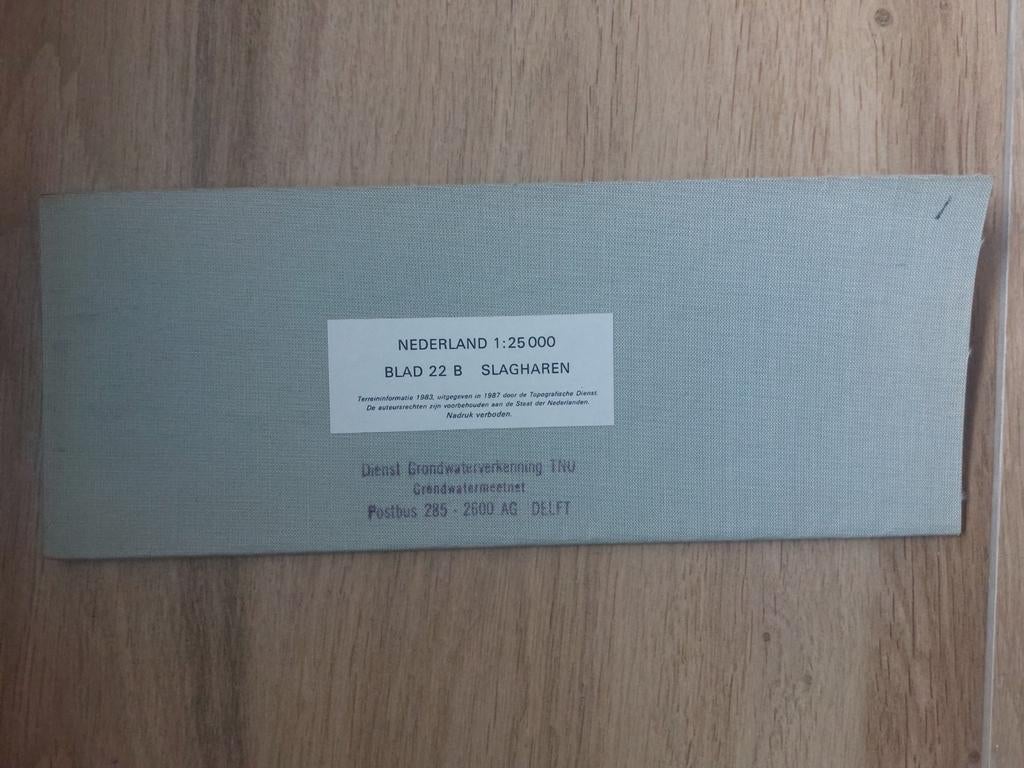 NEDERLAND 1:25 000
BLAD 22 B SLAGHAREN
Terreininformatie 1983, uitgegeven in 1987 door de Topografische Dienst.
De auteursrechten zijn voorbehouden aan de Staat der Nederlanden.
Nadruk verboden.
Dienst Grondwaterverkenning TNO
Grondwatermeetnet
Postbus 285 - 2600 AG DELFT